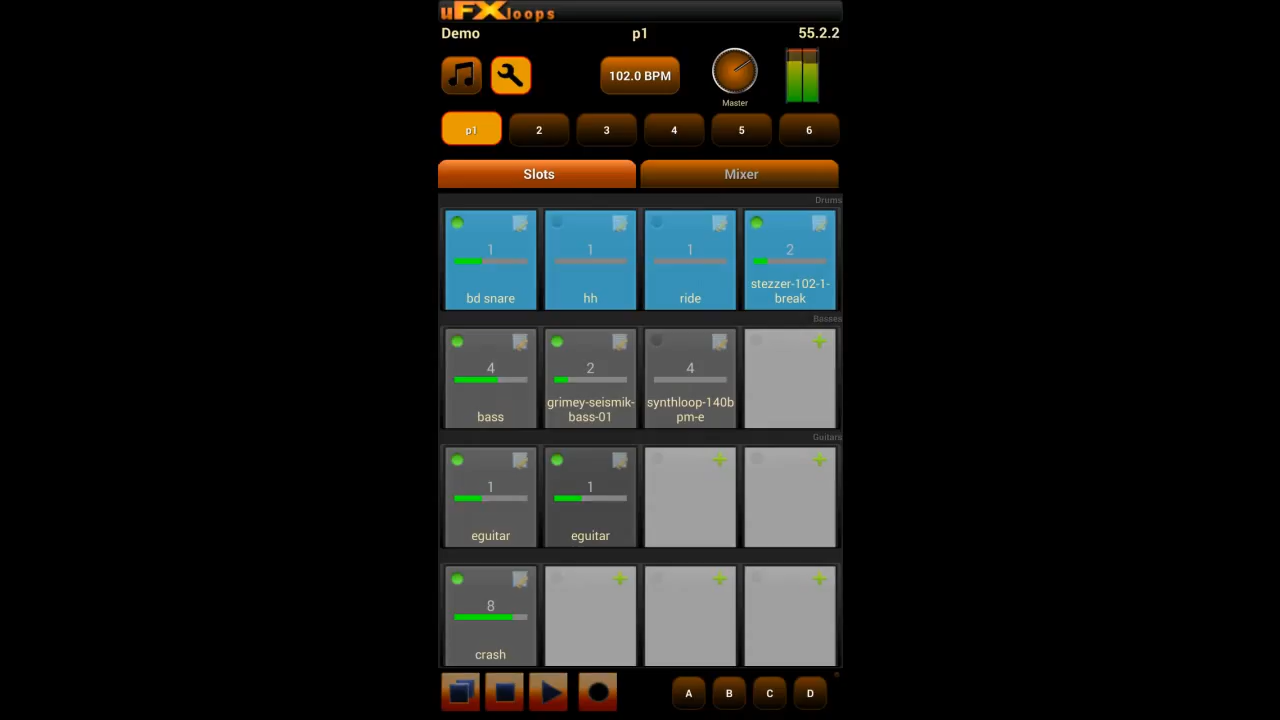 uFXloops
Demo p1 55.2.2
102.0 BPM
Master
p1 2 3 4 5 6
Slots Mixer
Drums
1 1 1 2
bd snare hh ride stezzer-102-1-
break
Basses
4 2 4
bass grimey-seismik-
bass-01 synthloop-140b
pm-e
Guitars
1 1
eguitar eguitar
8
crash
A B C D